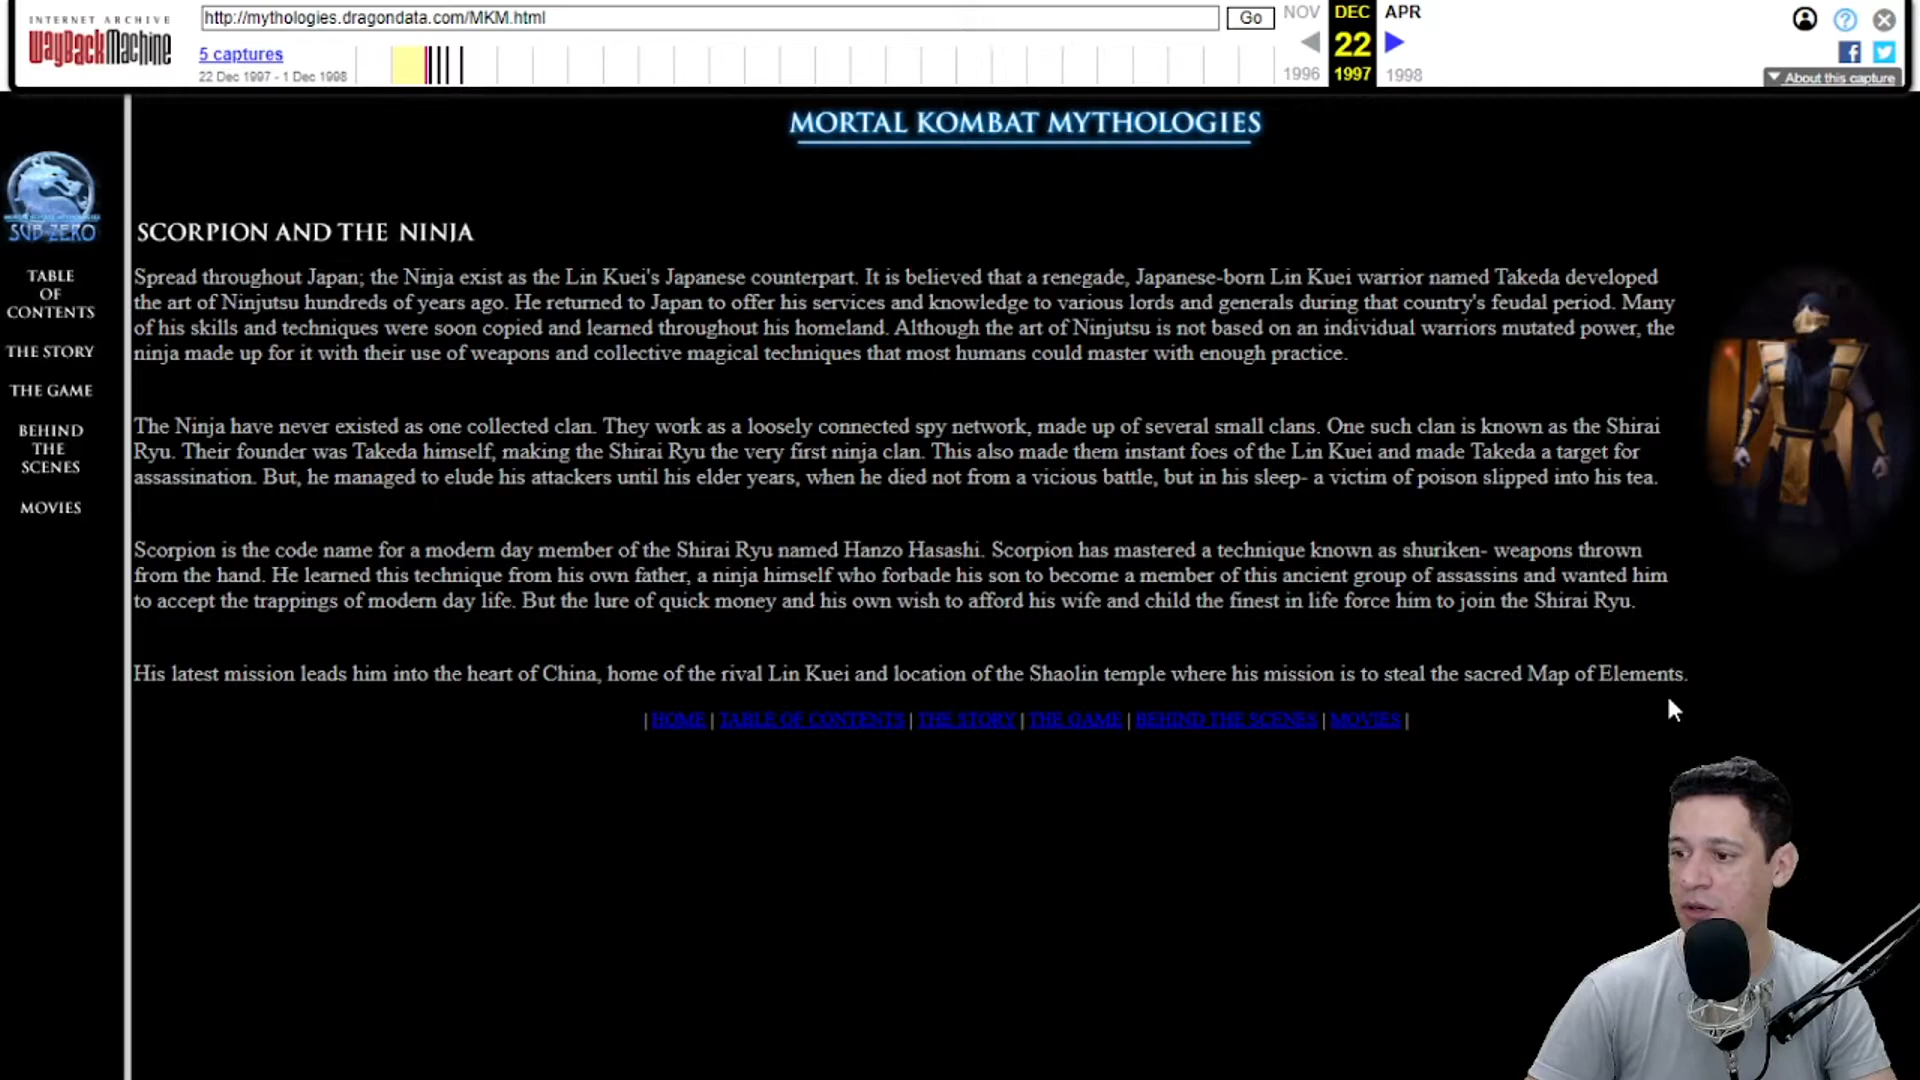 INTERNET ARCHIVE
WayBackMachine
http://mythologies.dragondata.com/MKM.html
Go
NOV
DEC
APR
5 captures
22
22 Dec 1997 - 1 Dec 1998
1996
1997
1998
About this capture
MORTAL KOMBAT MYTHOLOGIES
MORTAL KOMBAT MYTHOLOGIES
SUB-ZERO
TABLE
OF
CONTENTS
THE STORY
THE GAME
BEHIND
THE
SCENES
MOVIES
SCORPION AND THE NINJA
Spread throughout Japan; the Ninja exist as the Lin Kuei's Japanese counterpart. It is believed that a renegade, Japanese-born Lin Kuei warrior named Takeda developed
the art of Ninjutsu hundreds of years ago. He returned to Japan to offer his services and knowledge to various lords and generals during that country's feudal period. Many
of his skills and techniques were soon copied and learned throughout his homeland. Although the art of Ninjutsu is not based on an individual warriors mutated power, the
ninja made up for it with their use of weapons and collective magical techniques that most humans could master with enough practice.
The Ninja have never existed as one collected clan. They work as a loosely connected spy network, made up of several small clans. One such clan is known as the Shirai
Ryu. Their founder was Takeda himself, making the Shirai Ryu the very first ninja clan. This also made them instant foes of the Lin Kuei and made Takeda a target for
assassination. But, he managed to elude his attackers until his elder years, when he died not from a vicious battle, but in his sleep- a victim of poison slipped into his tea.
Scorpion is the code name for a modern day member of the Shirai Ryu named Hanzo Hasashi. Scorpion has mastered a technique known as shuriken- weapons thrown
from the hand. He learned this technique from his own father, a ninja himself who forbade his son to become a member of this ancient group of assassins and wanted him
to accept the trappings of modern day life. But the lure of quick money and his own wish to afford his wife and child the finest in life force him to join the Shirai Ryu.
His latest mission leads him into the heart of China, home of the rival Lin Kuei and location of the Shaolin temple where his mission is to steal the sacred Map of Elements.
| HOME | TABLE OF CONTENTS | THE STORY | THE GAME | BEHIND THE SCENES | MOVIES |